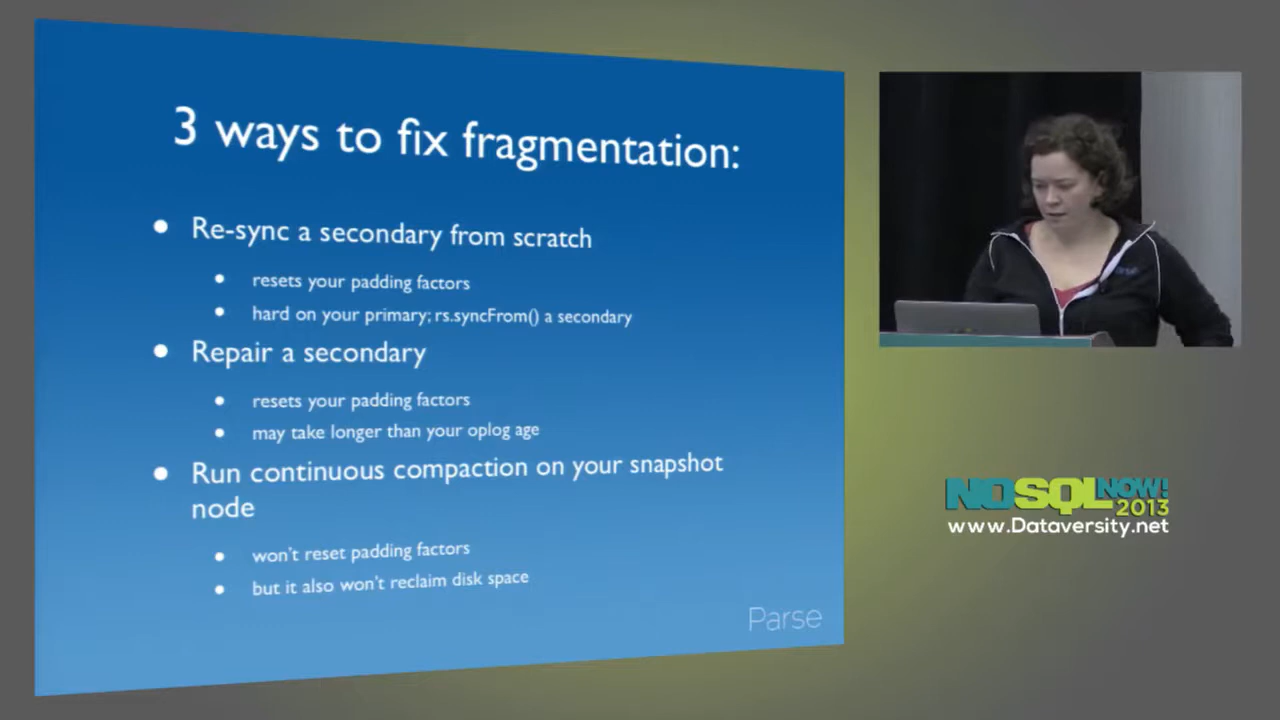 3 ways to fix fragmentation:
• Re-sync a secondary from scratch
• resets your padding factors
• hard on your primary; rs.syncFrom() a secondary
• Repair a secondary
• resets your padding factors
• may take longer than your oplog age
• Run continuous compaction on your snapshot
node
• won't reset padding factors
• but it also won't reclaim disk space
Parse
NOSQL NOW!
2013
www.Dataversity.net